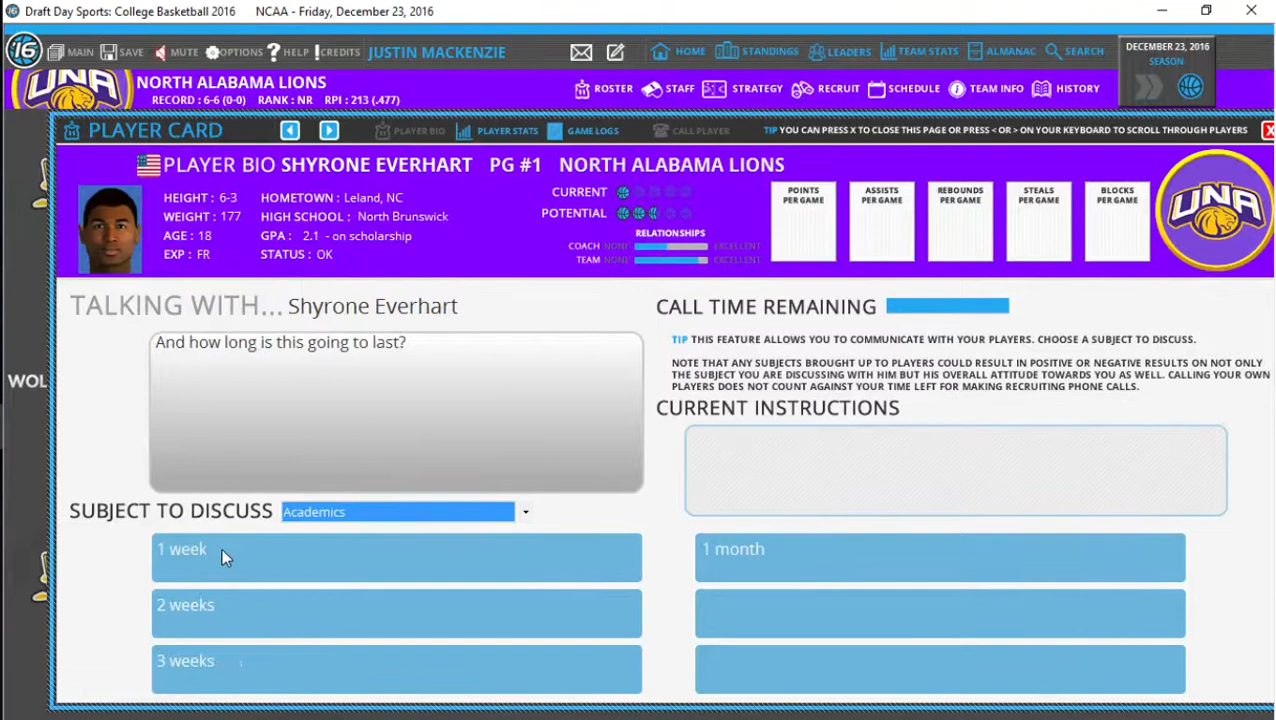 Draft Day Sports: College Basketball 2016 NCAA - Friday, December 23, 2016
16 MAIN SAVE MUTE OPTIONS ? HELP ! CREDITS JUSTIN MACKENZIE HOME STANDINGS LEADERS TEAM STATS ALMANAC SEARCH
DECEMBER 23, 2016
SEASON
UNA NORTH ALABAMA LIONS
RECORD : 6-6 (0-0) RANK : NR RPI : 213 (.477)
ROSTER STAFF STRATEGY RECRUIT SCHEDULE TEAM INFO HISTORY
PLAYER CARD PLAYER BIO PLAYER STATS GAME LOGS CALL PLAYER TIP YOU CAN PRESS X TO CLOSE THIS PAGE OR PRESS < OR > ON YOUR KEYBOARD TO SCROLL THROUGH PLAYERS X
PLAYER BIO SHYRONE EVERHART PG #1 NORTH ALABAMA LIONS
HEIGHT : 6-3 HOMETOWN : Leland, NC
WEIGHT : 177 HIGH SCHOOL : North Brunswick
AGE : 18 GPA : 2.1 - on scholarship
EXP : FR STATUS : OK
CURRENT
POTENTIAL
RELATIONSHIPS
COACH NONE EXCELLENT
TEAM NONE EXCELLENT
POINTS PER GAME
ASSISTS PER GAME
REBOUNDS PER GAME
STEALS PER GAME
BLOCKS PER GAME
UNA
TALKING WITH... Shyrone Everhart
And how long is this going to last?
CALL TIME REMAINING
TIP THIS FEATURE ALLOWS YOU TO COMMUNICATE WITH YOUR PLAYERS. CHOOSE A SUBJECT TO DISCUSS.
NOTE THAT ANY SUBJECTS BROUGHT UP TO PLAYERS COULD RESULT IN POSITIVE OR NEGATIVE RESULTS ON NOT ONLY
THE SUBJECT YOU ARE DISCUSSING WITH HIM BUT HIS OVERALL ATTITUDE TOWARDS YOU AS WELL. CALLING YOUR OWN
PLAYERS DOES NOT COUNT AGAINST YOUR TIME LEFT FOR MAKING RECRUITING PHONE CALLS.
CURRENT INSTRUCTIONS
WOL
SUBJECT TO DISCUSS Academics
1 week
2 weeks
3 weeks
1 month